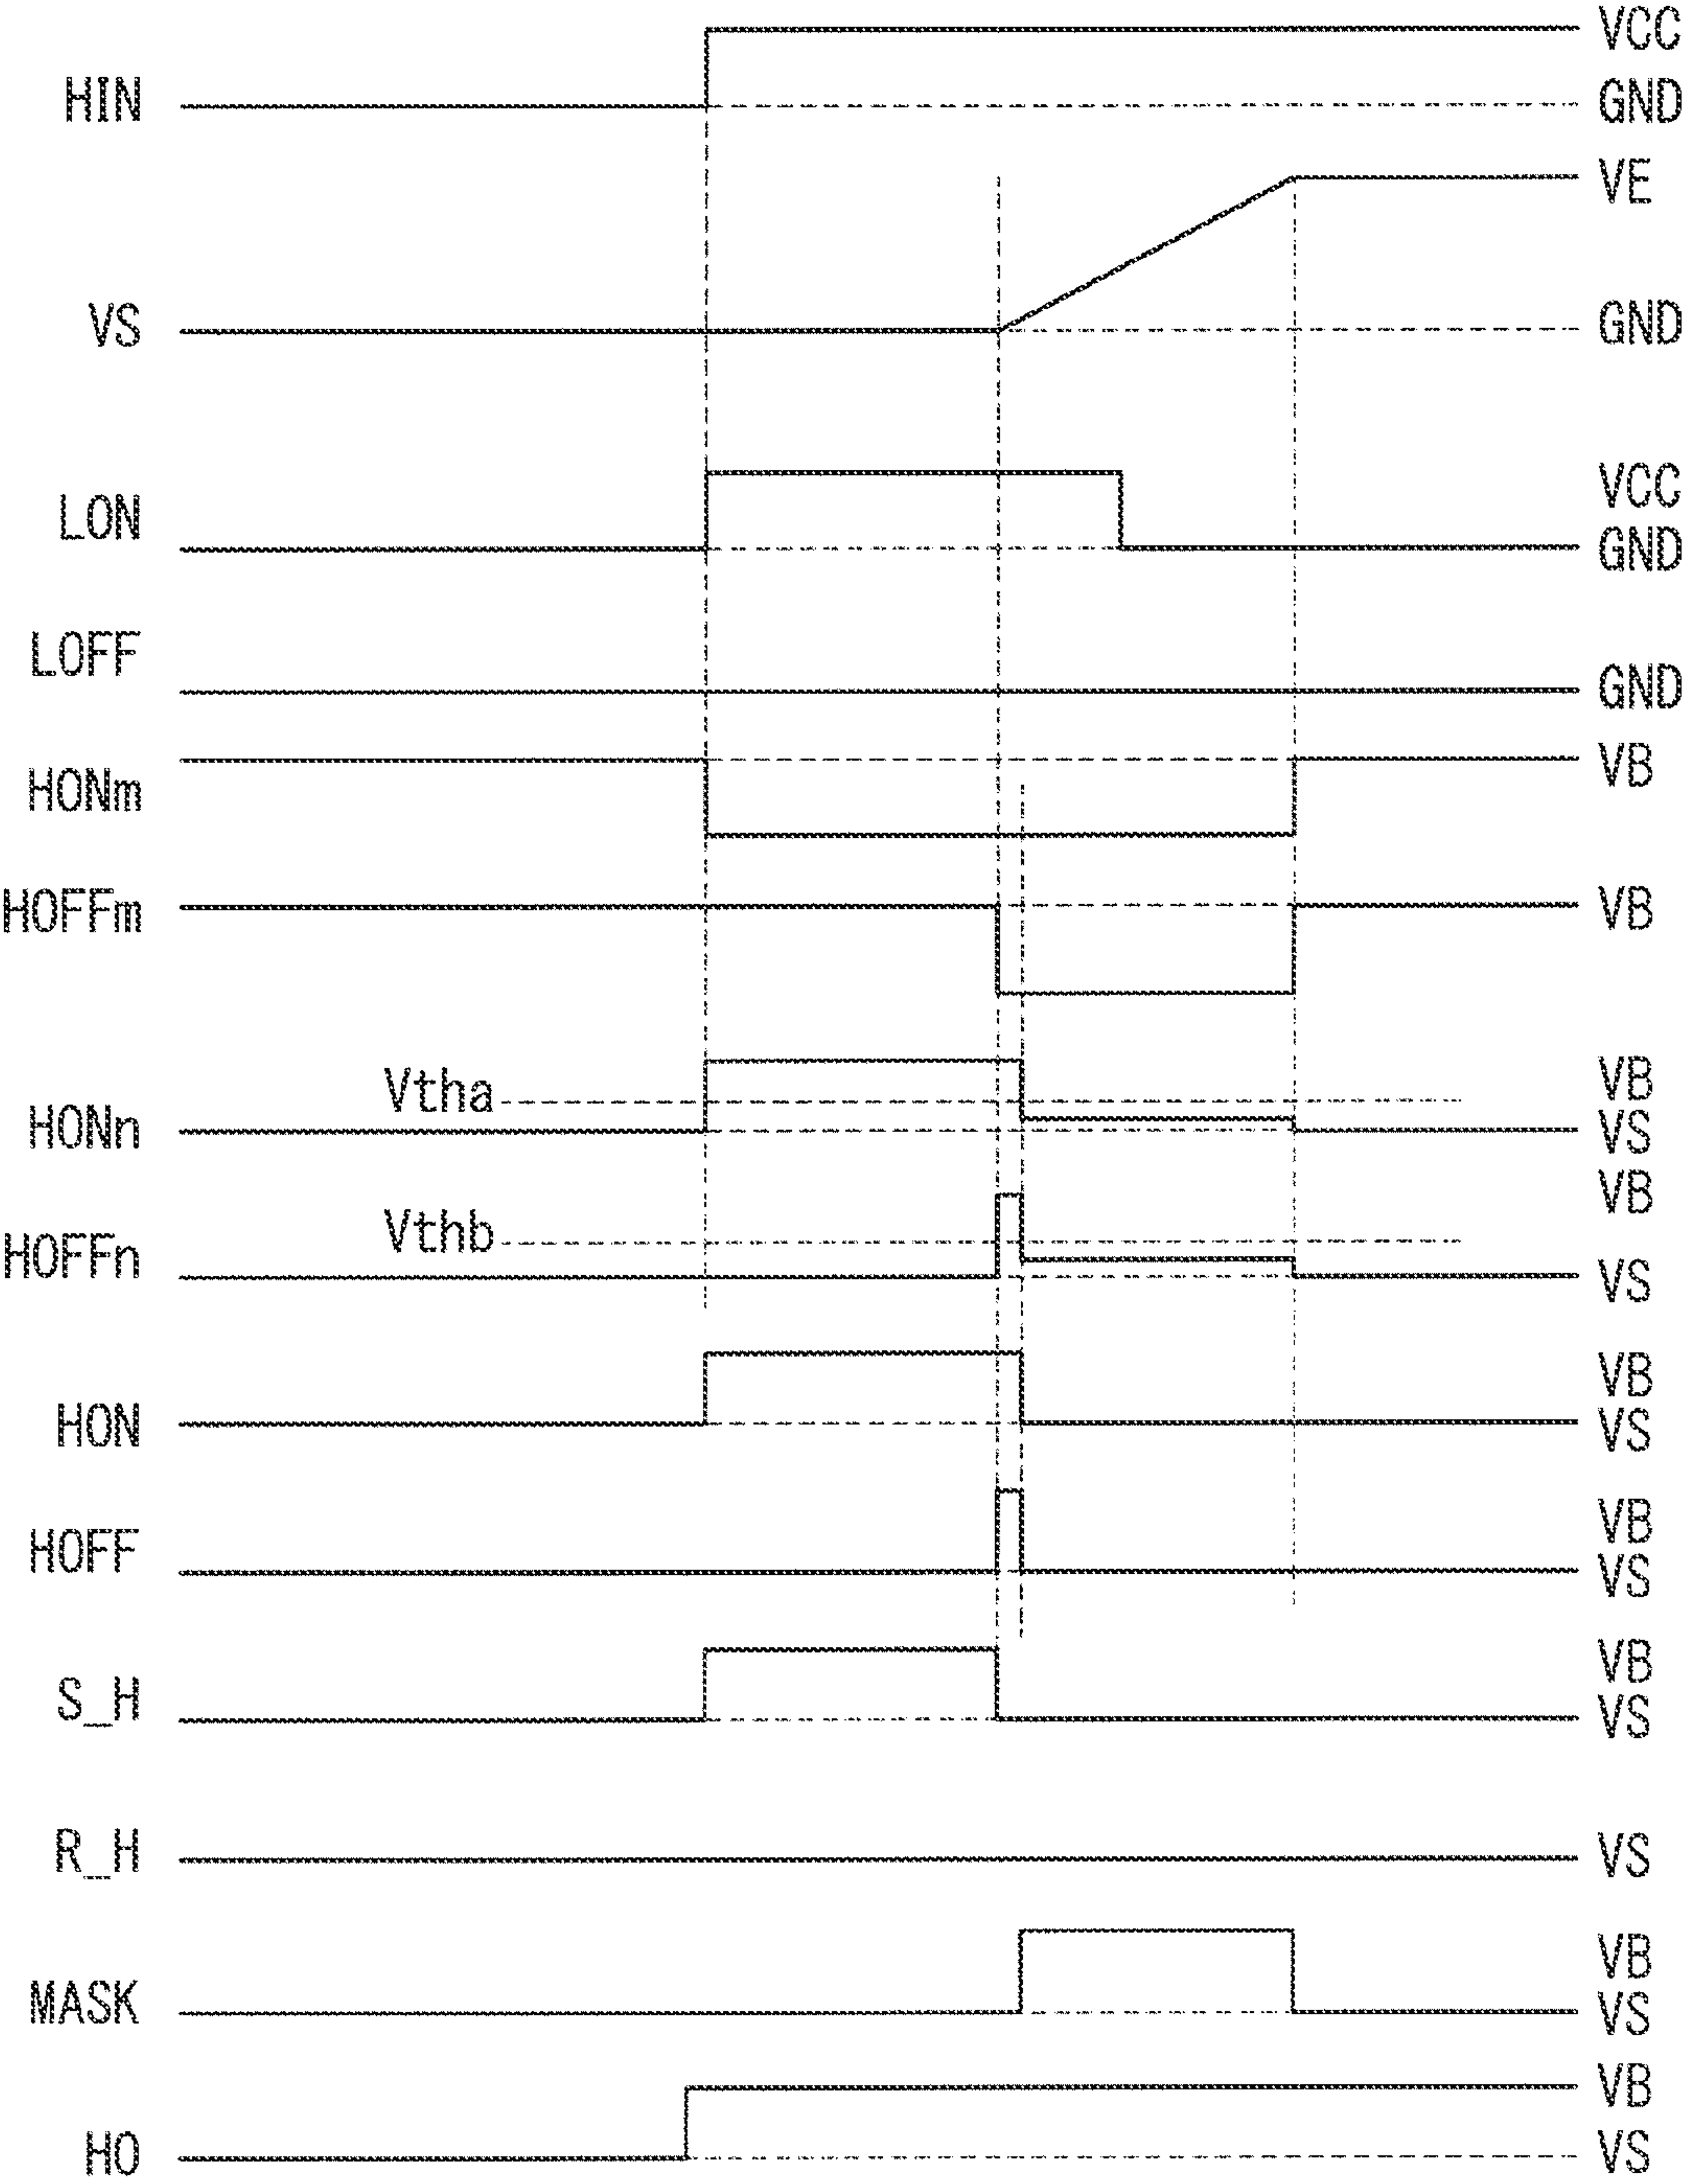 VCC
HIN GND
VE
VS GND
VCC
LON
GND
LOFF
GND
VB
HONm
HOFFm VB
Vtha VB
HONn VS
VB
Vthb
HOFFn VS
VB
HON VS
VB
HOFF
VS
VB
S_H VS
R_H VS
VB
MASK VS
VB
HO VS